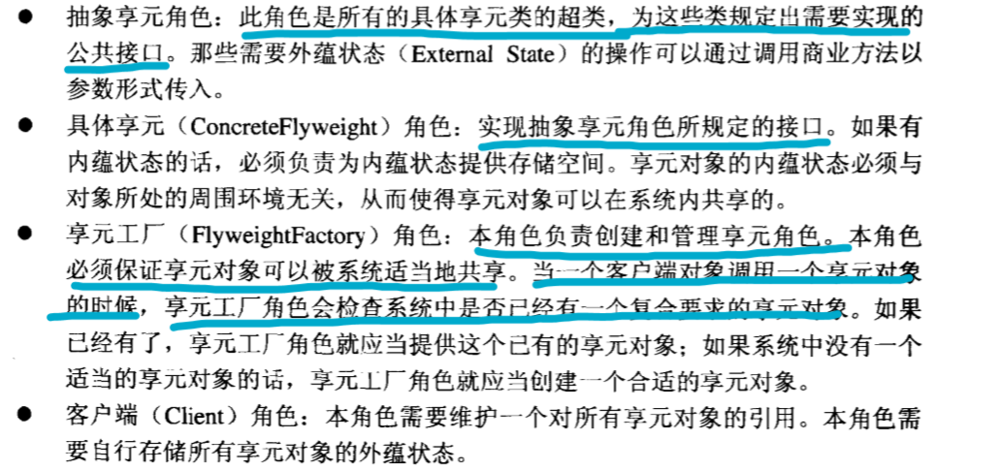 ● 抽象享元角色：此角色是所有的具体享元类的超类，为这些类规定出需要实现的
公共接口。那些需要外蕴状态（External State）的操作可以通过调用商业方法以
参数形式传入。
● 具体享元（ConcreteFlyweight）角色：实现抽象享元角色所规定的接口。如果有
内蕴状态的话，必须负责为内蕴状态提供存储空间。享元对象的内蕴状态必须与
对象所处的周围环境无关，从而使得享元对象可以在系统内共享的。
● 享元工厂（FlyweightFactory）角色：本角色负责创建和管理享元角色。本角色
必须保证享元对象可以被系统适当地共享。当一个客户端对象调用一个享元对象
的时候，享元工厂角色会检查系统中是否已经有一个复合要求的享元对象。如果
已经有了，享元工厂角色就应当提供这个已有的享元对象；如果系统中没有一个
适当的享元对象的话，享元工厂角色就应当创建一个合适的享元对象。
● 客户端（Client）角色：本角色需要维护一个对所有享元对象的引用。本角色需
要自行存储所有享元对象的外蕴状态。